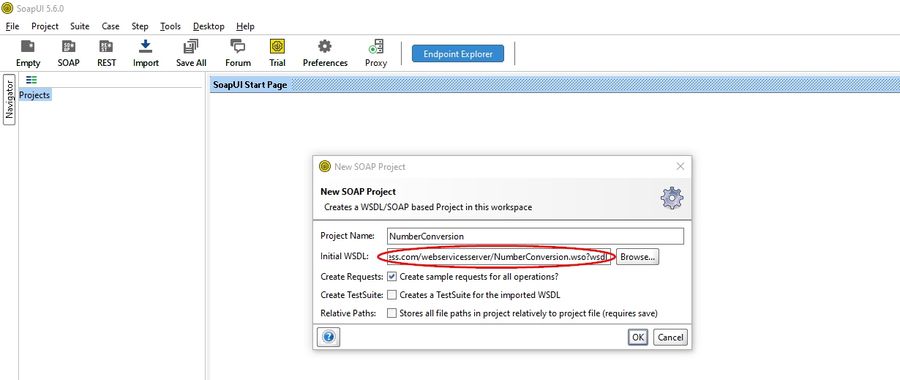 SoapUI 5.6.0
File Project Suite Case Step Tools Desktop Help
Empty SOAP REST Import Save All Forum Trial Preferences Proxy Endpoint Explorer
Navigator
Projects
SoapUI Start Page
New SOAP Project
New SOAP Project
Creates a WSDL/SOAP based Project in this workspace
Project Name: NumberConversion
Initial WSDL: ess.com/webservicesserver/NumberConversion.wso?wsdl Browse...
Create Requests: Create sample requests for all operations?
Create TestSuite: Creates a TestSuite for the imported WSDL
Relative Paths: Stores all file paths in project relatively to project file (requires save)
? OK Cancel